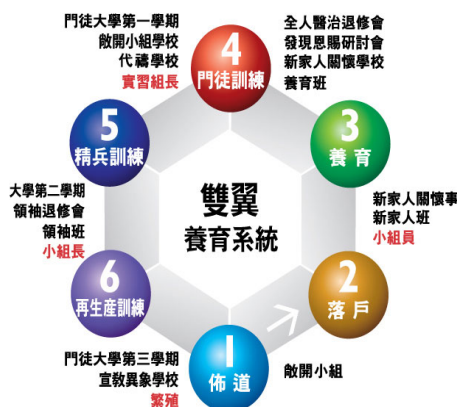 雙翼
養育系統
1
佈道
敞開小組
2
落戶
新家人關懷事
新家人班
小組員
3
養育
全人醫治退修會
發現恩賜研討會
新家人關懷學校
養育班
4
門徒訓練
門徒大學第一學期
敞開小組學校
代禱學校
實習組長
5
精兵訓練
大學第二學期
領袖退修會
領袖班
小組長
6
再生產訓練
門徒大學第三學期
宣教異象學校
繁殖